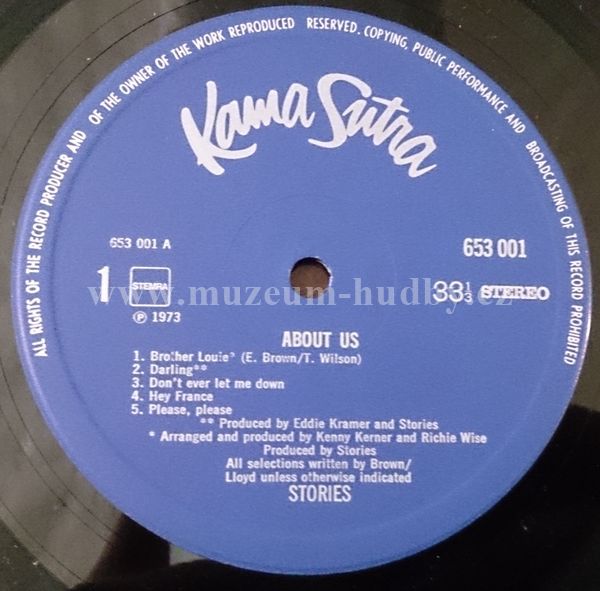 ALL RIGHTS OF THE RECORD PRODUCER AND OF THE OWNER OF THE WORK REPRODUCED RESERVED. COPYING, PUBLIC PERFORMANCE AND BROADCASTING OF THIS RECORD PROHIBITED
Kama Sutra
653 001 A
653 001
1 STEMRA
33⅓ STEREO
www.muzeum-hudby.cz
℗ 1973
ABOUT US
1. Brother Louie* (E. Brown/T. Wilson)
2. Darling**
3. Don't ever let me down
4. Hey France
5. Please, please
** Produced by Eddie Kramer and Stories
* Arranged and produced by Kenny Kerner and Richie Wise
Produced by Stories
All selections written by Brown/
Lloyd unless otherwise indicated
STORIES